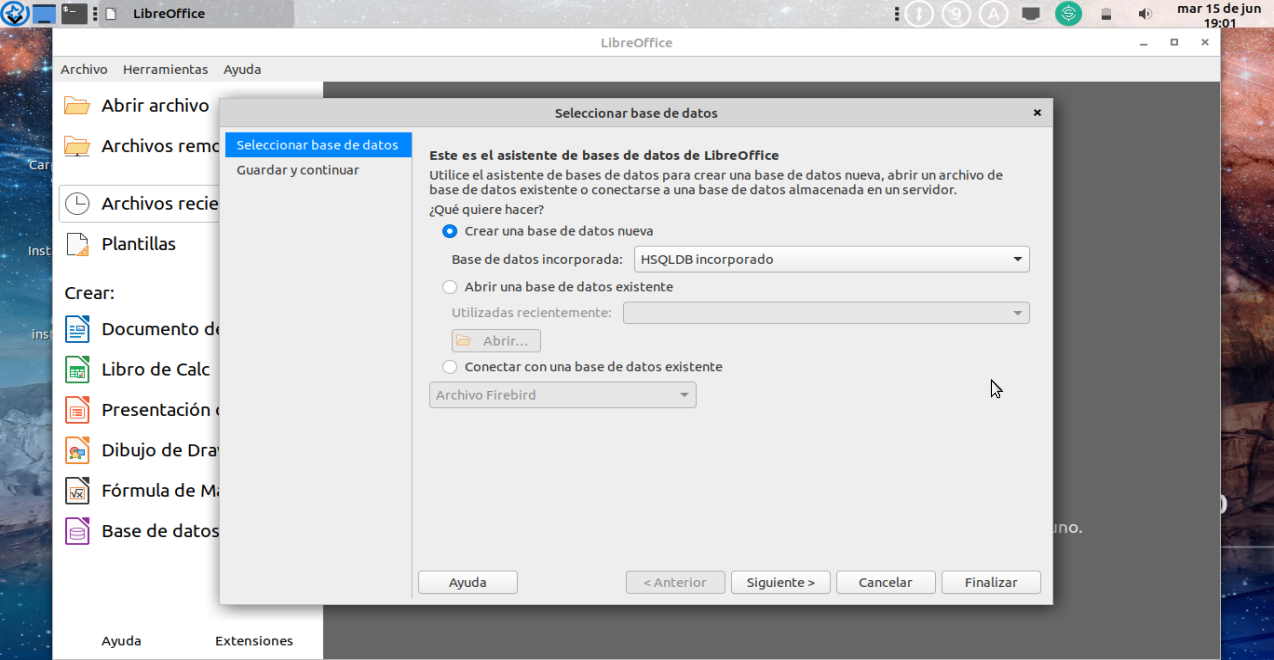 LibreOffice
mar 15 de jun
19:01
LibreOffice
Archivo Herramientas Ayuda
Abrir archivo
Archivos remo
Archivos recie
Plantillas
Crear:
Documento de
Libro de Calc
Presentación
Dibujo de Dra
Fórmula de Ma
Base de datos
Ayuda Extensiones
Seleccionar base de datos
Seleccionar base de datos
Guardar y continuar
Este es el asistente de bases de datos de LibreOffice
Utilice el asistente de bases de datos para crear una base de datos nueva, abrir un archivo de
base de datos existente o conectarse a una base de datos almacenada en un servidor.
¿Qué quiere hacer?
Crear una base de datos nueva
Base de datos incorporada: HSQLDB incorporado
Abrir una base de datos existente
Utilizadas recientemente:
Abrir...
Conectar con una base de datos existente
Archivo Firebird
Ayuda < Anterior Siguiente > Cancelar Finalizar
uno.
Car
Inst
inst